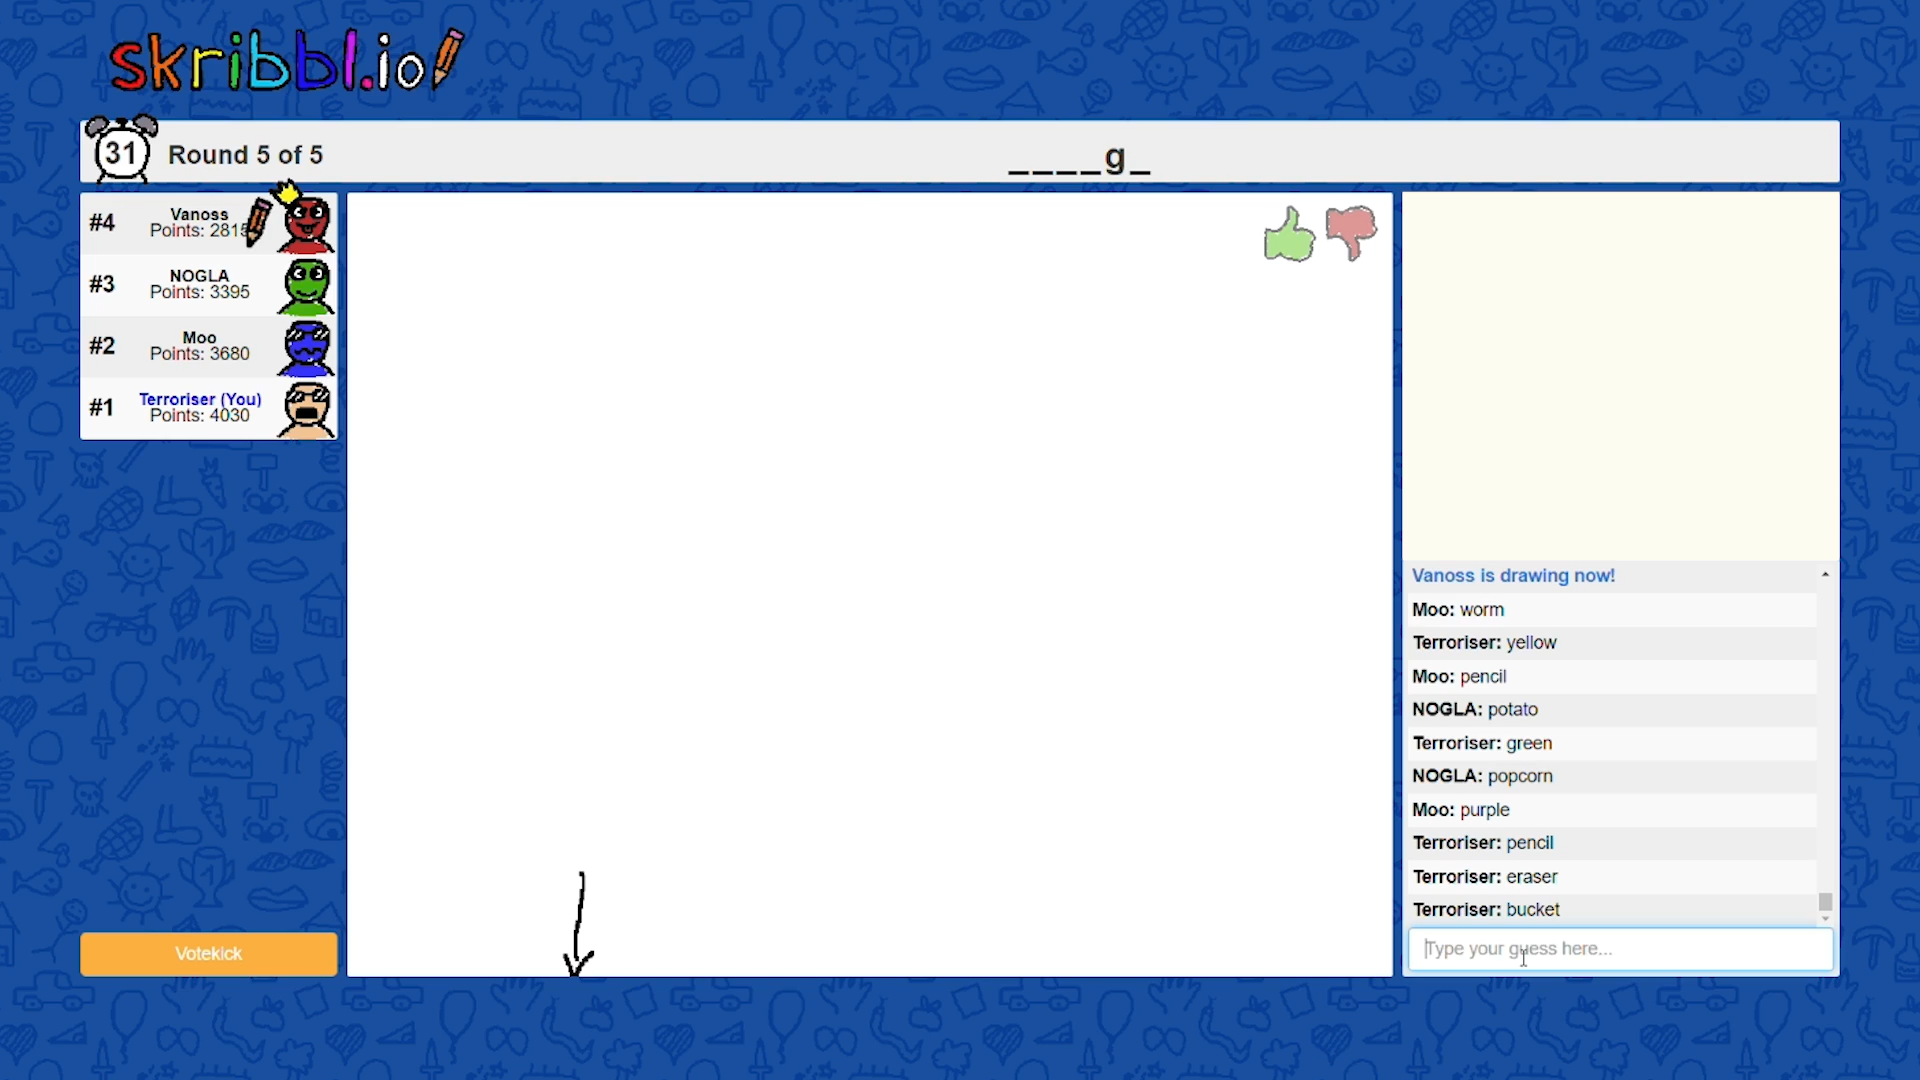 skribbl.io
31
Round 5 of 5
____g_
#4
Vanoss
Points: 2815
#3
NOGLA
Points: 3395
#2
Moo
Points: 3680
#1
Terroriser (You)
Points: 4030
Votekick
Vanoss is drawing now!
Moo: worm
Terroriser: yellow
Moo: pencil
NOGLA: potato
Terroriser: green
NOGLA: popcorn
Moo: purple
Terroriser: pencil
Terroriser: eraser
Terroriser: bucket
Type your guess here...